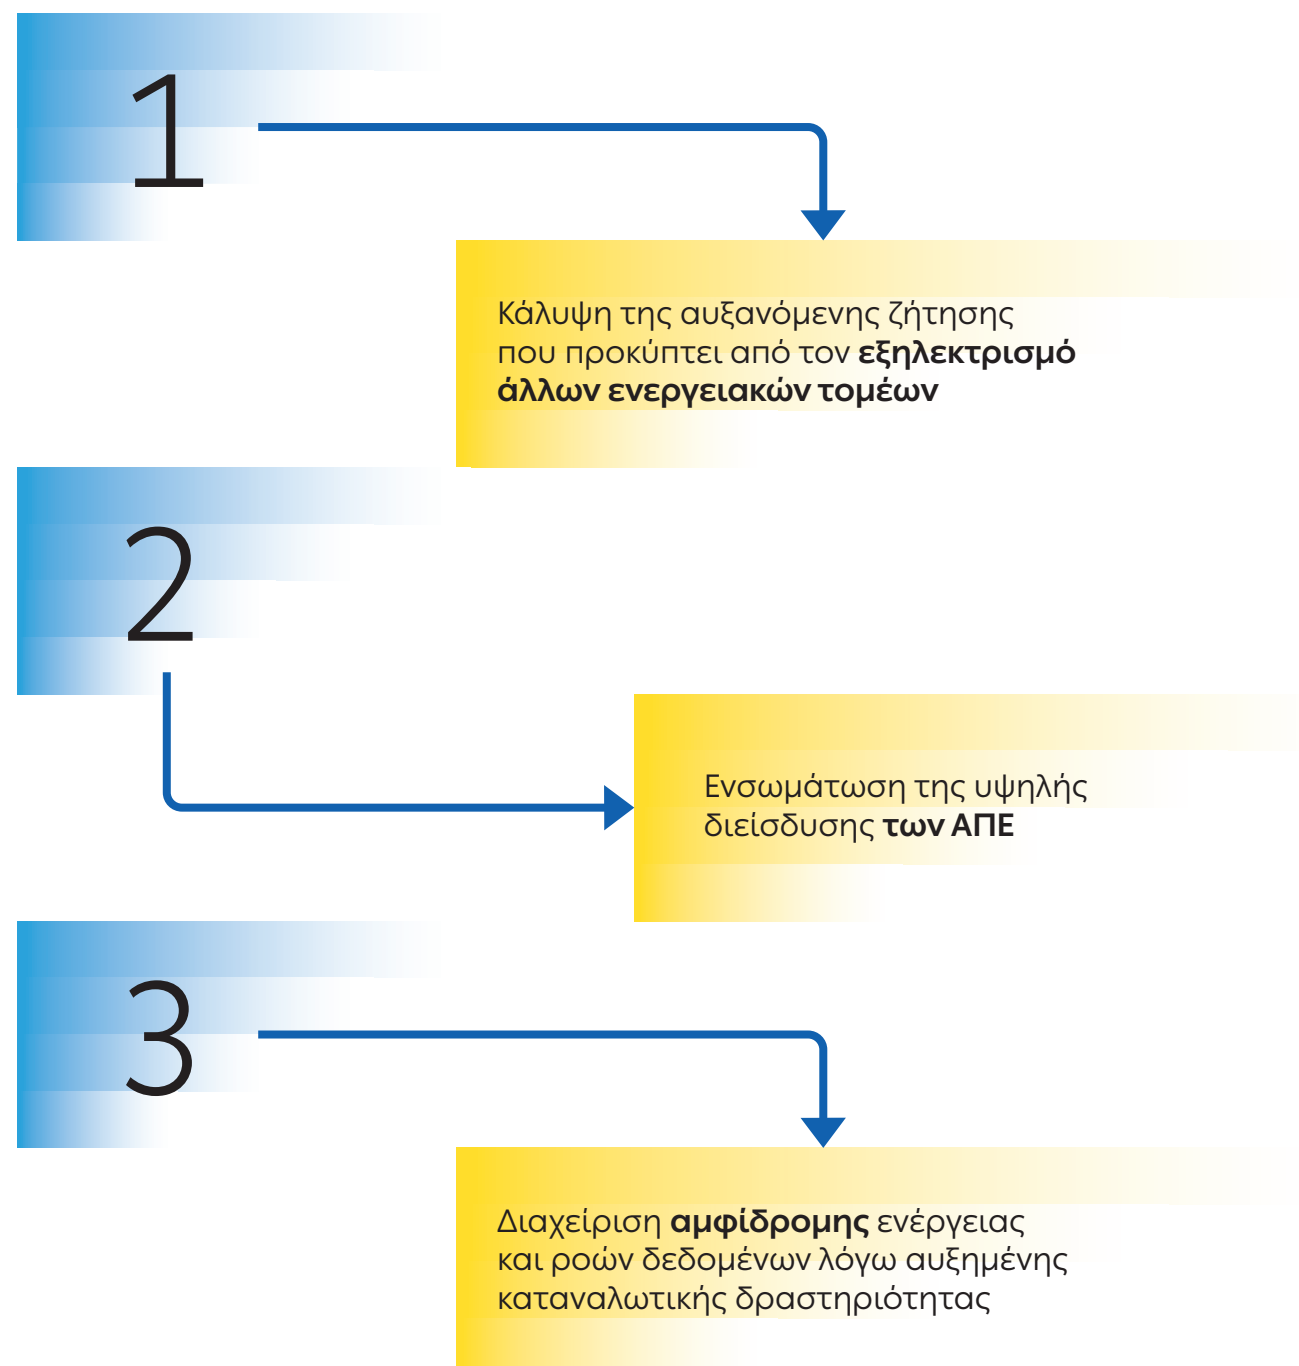 1
Κάλυψη της αυξανόμενης ζήτησης
που προκύπτει από τον εξηλεκτρισμό
άλλων ενεργειακών τομέων
2
Ενσωμάτωση της υψηλής
διείσδυσης των ΑΠΕ
3
Διαχείριση αμφίδρομης ενέργειας
και ροών δεδομένων λόγω αυξημένης
καταναλωτικής δραστηριότητας